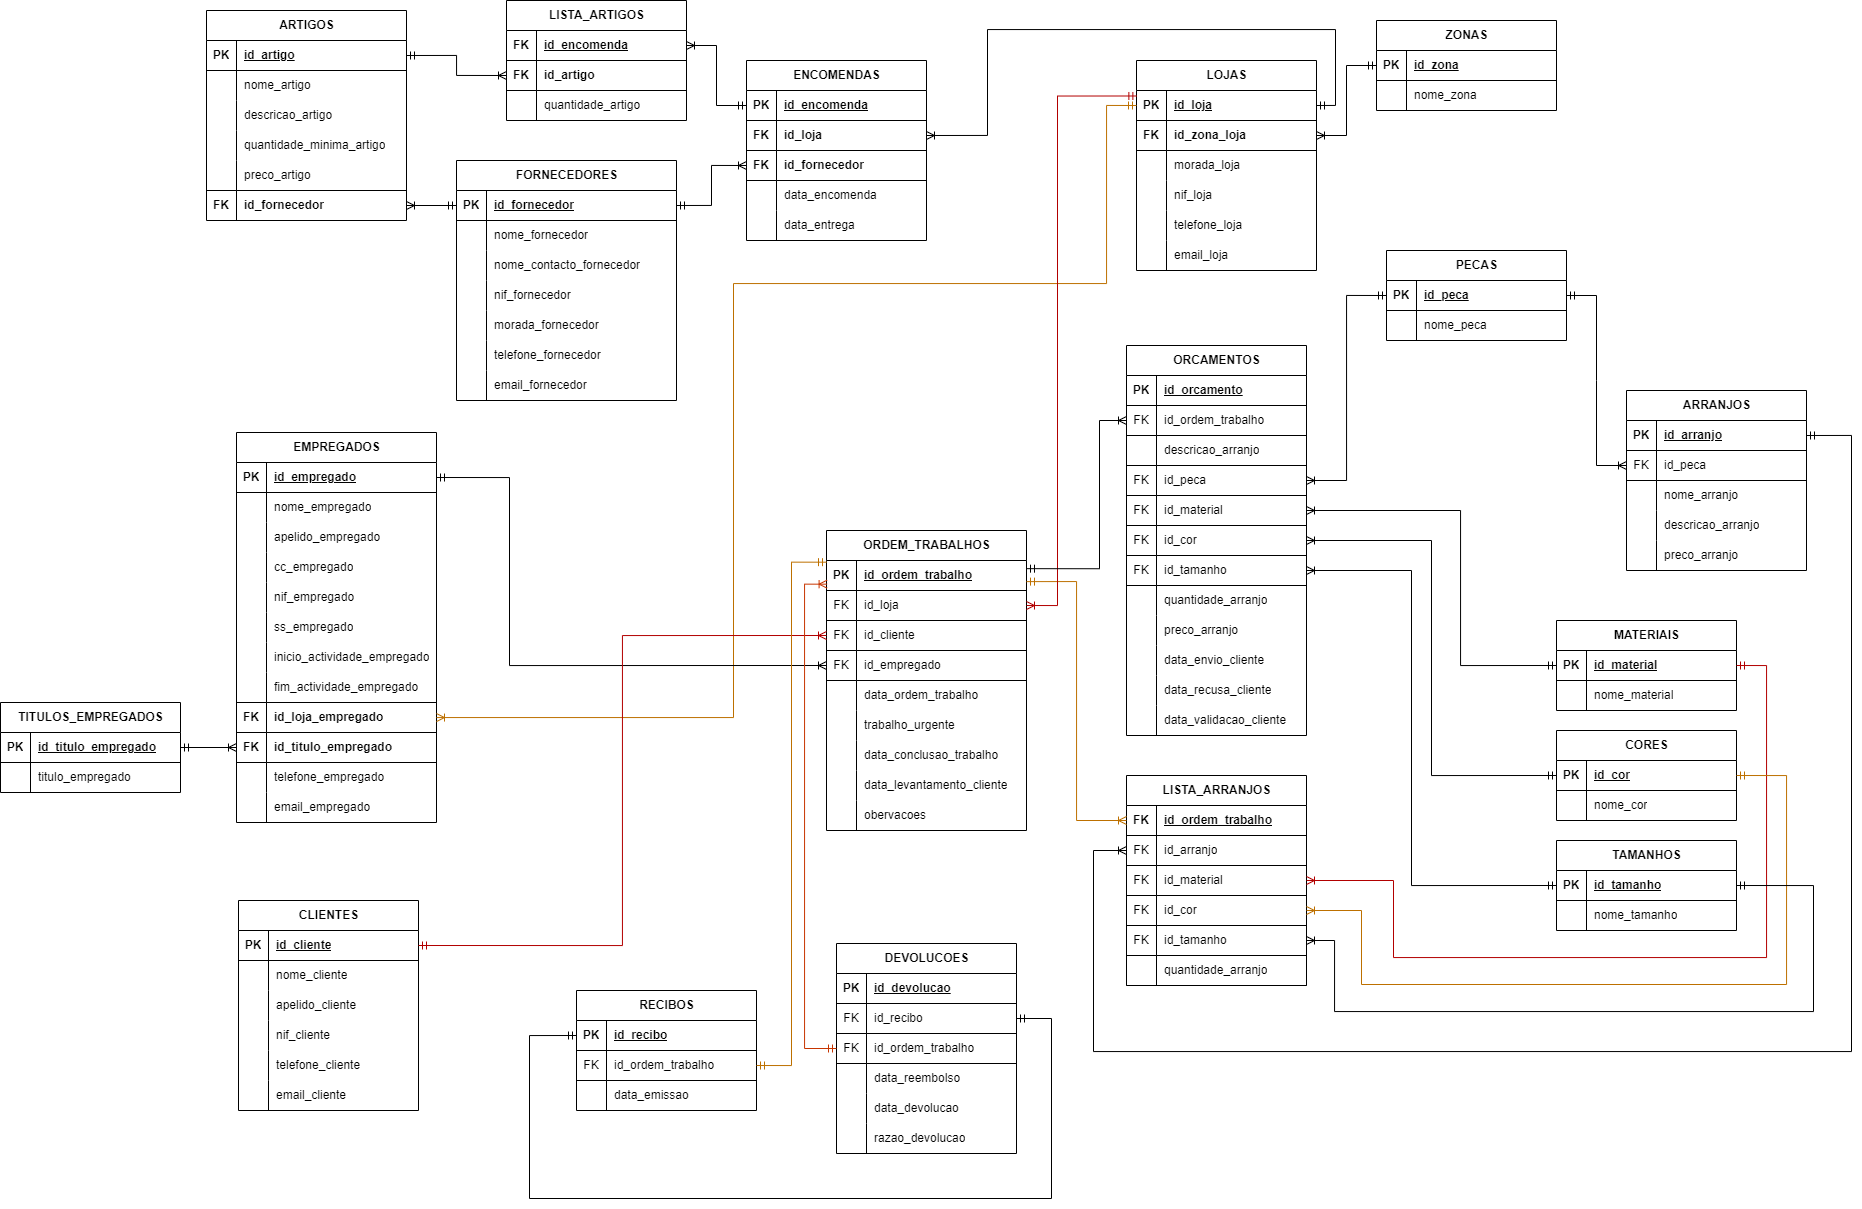 ARTIGOS
PK id_artigo
nome_artigo
descricao_artigo
quantidade_minima_artigo
preco_artigo
FK id_fornecedor
LISTA_ARTIGOS
FK id_encomenda
FK id_artigo
quantidade_artigo
FORNECEDORES
PK id_fornecedor
nome_fornecedor
nome_contacto_fornecedor
nif_fornecedor
morada_fornecedor
telefone_fornecedor
email_fornecedor
ENCOMENDAS
PK id_encomenda
FK id_loja
FK id_fornecedor
data_encomenda
data_entrega
LOJAS
PK id_loja
FK id_zona_loja
morada_loja
nif_loja
telefone_loja
email_loja
ZONAS
PK id_zona
nome_zona
PECAS
PK id_peca
nome_peca
ORCAMENTOS
PK id_orcamento
FK id_ordem_trabalho
descricao_arranjo
FK id_peca
FK id_material
FK id_cor
FK id_tamanho
quantidade_arranjo
preco_arranjo
data_envio_cliente
data_recusa_cliente
data_validacao_cliente
ARRANJOS
PK id_arranjo
FK id_peca
nome_arranjo
descricao_arranjo
preco_arranjo
EMPREGADOS
PK id_empregado
nome_empregado
apelido_empregado
cc_empregado
nif_empregado
ss_empregado
inicio_actividade_empregado
fim_actividade_empregado
FK id_loja_empregado
FK id_titulo_empregado
telefone_empregado
email_empregado
TITULOS_EMPREGADOS
PK id_titulo_empregado
titulo_empregado
ORDEM_TRABALHOS
PK id_ordem_trabalho
FK id_loja
FK id_cliente
FK id_empregado
data_ordem_trabalho
trabalho_urgente
data_conclusao_trabalho
data_levantamento_cliente
obervacoes
MATERIAIS
PK id_material
nome_material
CORES
PK id_cor
nome_cor
TAMANHOS
PK id_tamanho
nome_tamanho
LISTA_ARRANJOS
FK id_ordem_trabalho
FK id_arranjo
FK id_material
FK id_cor
FK id_tamanho
quantidade_arranjo
CLIENTES
PK id_cliente
nome_cliente
apelido_cliente
nif_cliente
telefone_cliente
email_cliente
RECIBOS
PK id_recibo
FK id_ordem_trabalho
data_emissao
DEVOLUCOES
PK id_devolucao
FK id_recibo
FK id_ordem_trabalho
data_reembolso
data_devolucao
razao_devolucao